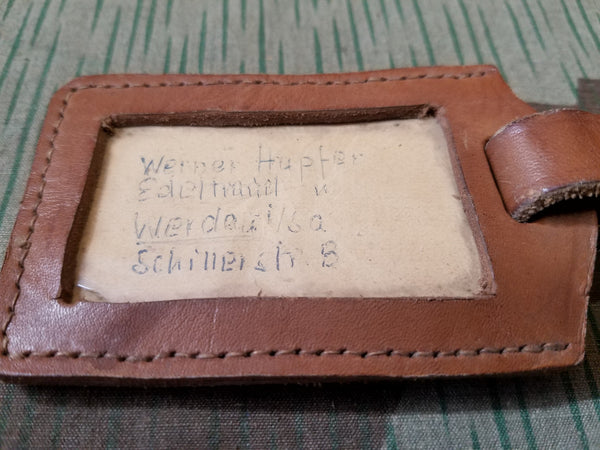 Werner Hupfer
Edeltraud u
Werdau i/Sa
Schillerstr. 8